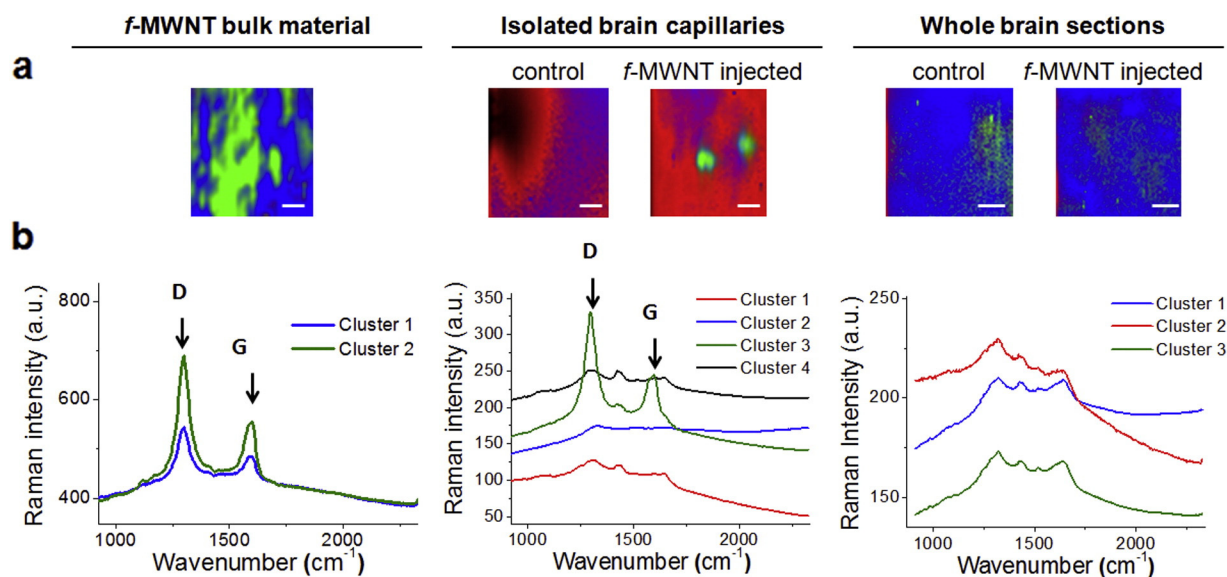 f-MWNT bulk material
Isolated brain capillaries
Whole brain sections
a
control
f-MWNT injected
control
f-MWNT injected
b
D
G
Cluster 1
Cluster 2
800
600
400
1000
1500
2000
Raman intensity (a.u.)
Wavenumber (cm⁻¹)
D
G
Cluster 1
Cluster 2
Cluster 3
Cluster 4
350
300
250
200
150
100
50
1000
1500
2000
Raman intensity (a.u.)
Wavenumber (cm⁻¹)
Cluster 1
Cluster 2
Cluster 3
250
200
150
1000
1500
2000
Raman Intensity (a.u.)
Wavenumber (cm⁻¹)